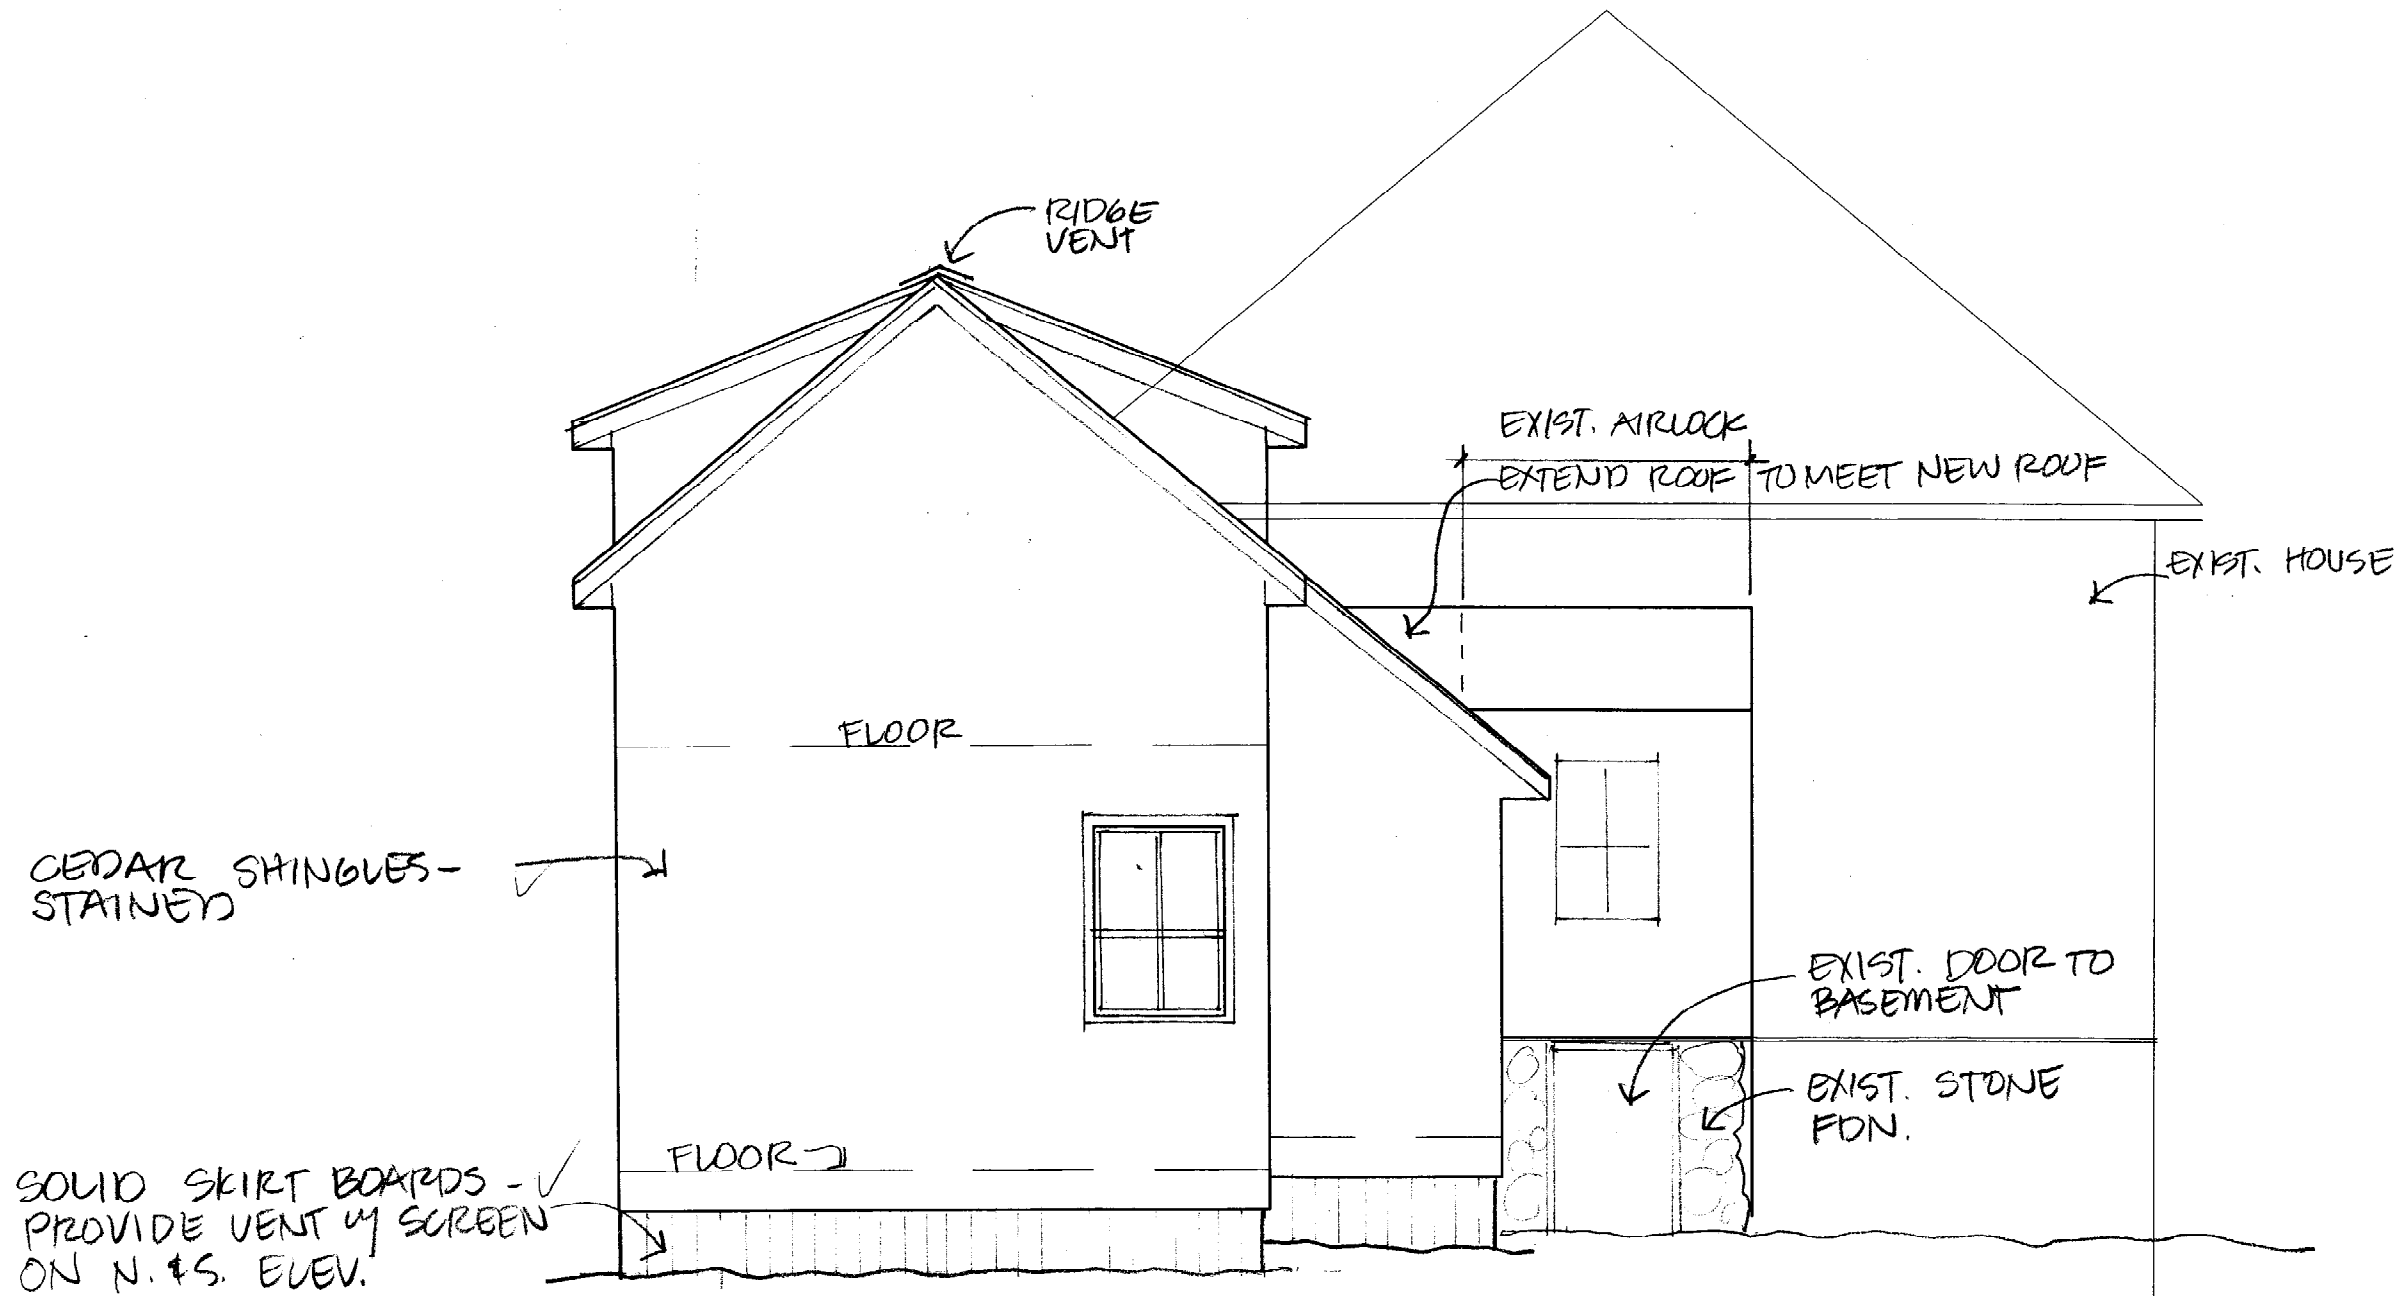 RIDGE
VENT
EXIST. AIRLOCK
EXTEND ROOF TO MEET NEW ROOF
EXIST. HOUSE
FLOOR
CEDAR SHINGLES-
STAINED
EXIST. DOOR TO
BASEMENT
EXIST. STONE
FDN.
FLOOR
SOLID SKIRT BOARDS -
PROVIDE VENT W/ SCREEN
ON N. & S. ELEV.